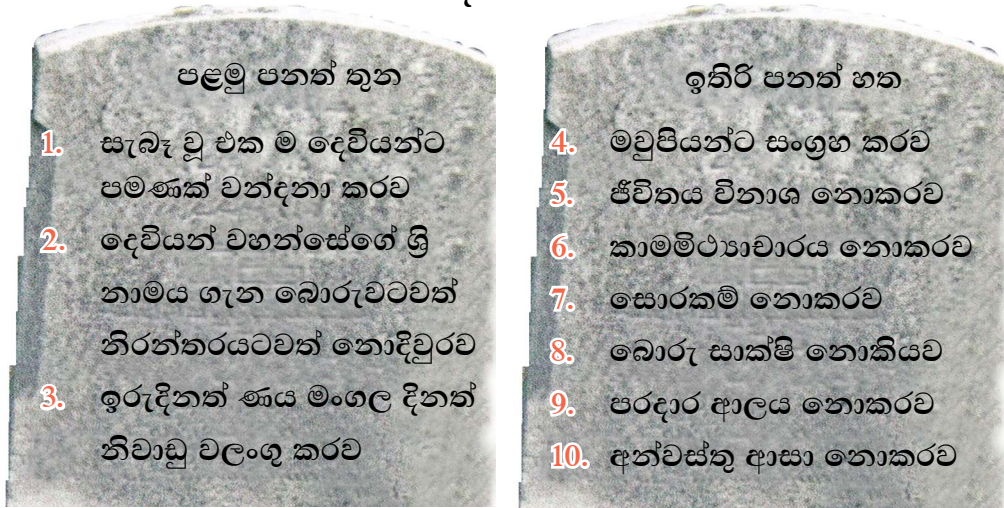 පළමු පනත් තුන
1. සැබෑ වූ එක ම දෙවියන්ට
පමණක් වන්දනා කරව
2. දෙවියන් වහන්සේගේ ශ්‍රි
නාමය ගැන බොරුවටවත්
නිරන්තරයටවත් නොදිවුරව
3. ඉරුදිනත් ණය මංගල දිනත්
නිවාඩු වලංගු කරව
ඉතිරි පනත් හත
4. මවුපියන්ට සංග්‍රහ කරව
5. ජීවිතය විනාශ නොකරව
6. කාමමිථ්‍යාචාරය නොකරව
7. සොරකම් නොකරව
8. බොරු සාක්ෂි නොකියව
9. පරදාර ආලය නොකරව
10. අන්වස්තු ආසා නොකරව